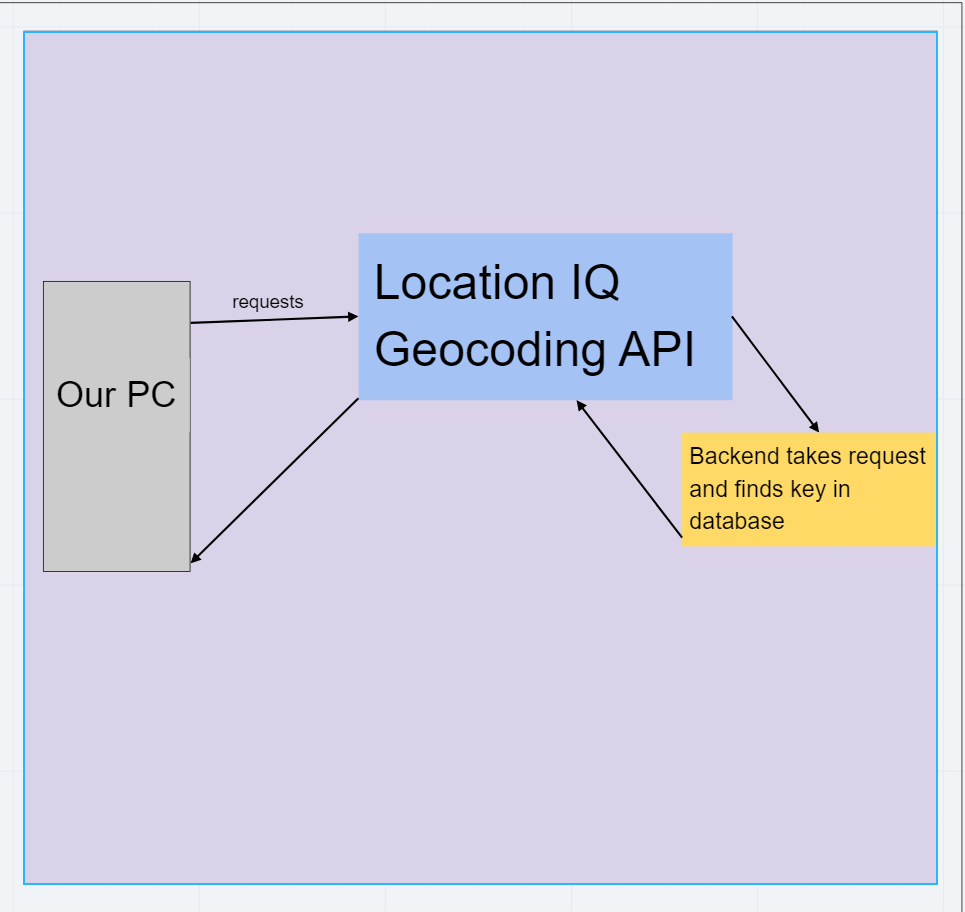 requests
Location IQ
Geocoding API
Our PC
Backend takes request
and finds key in
database